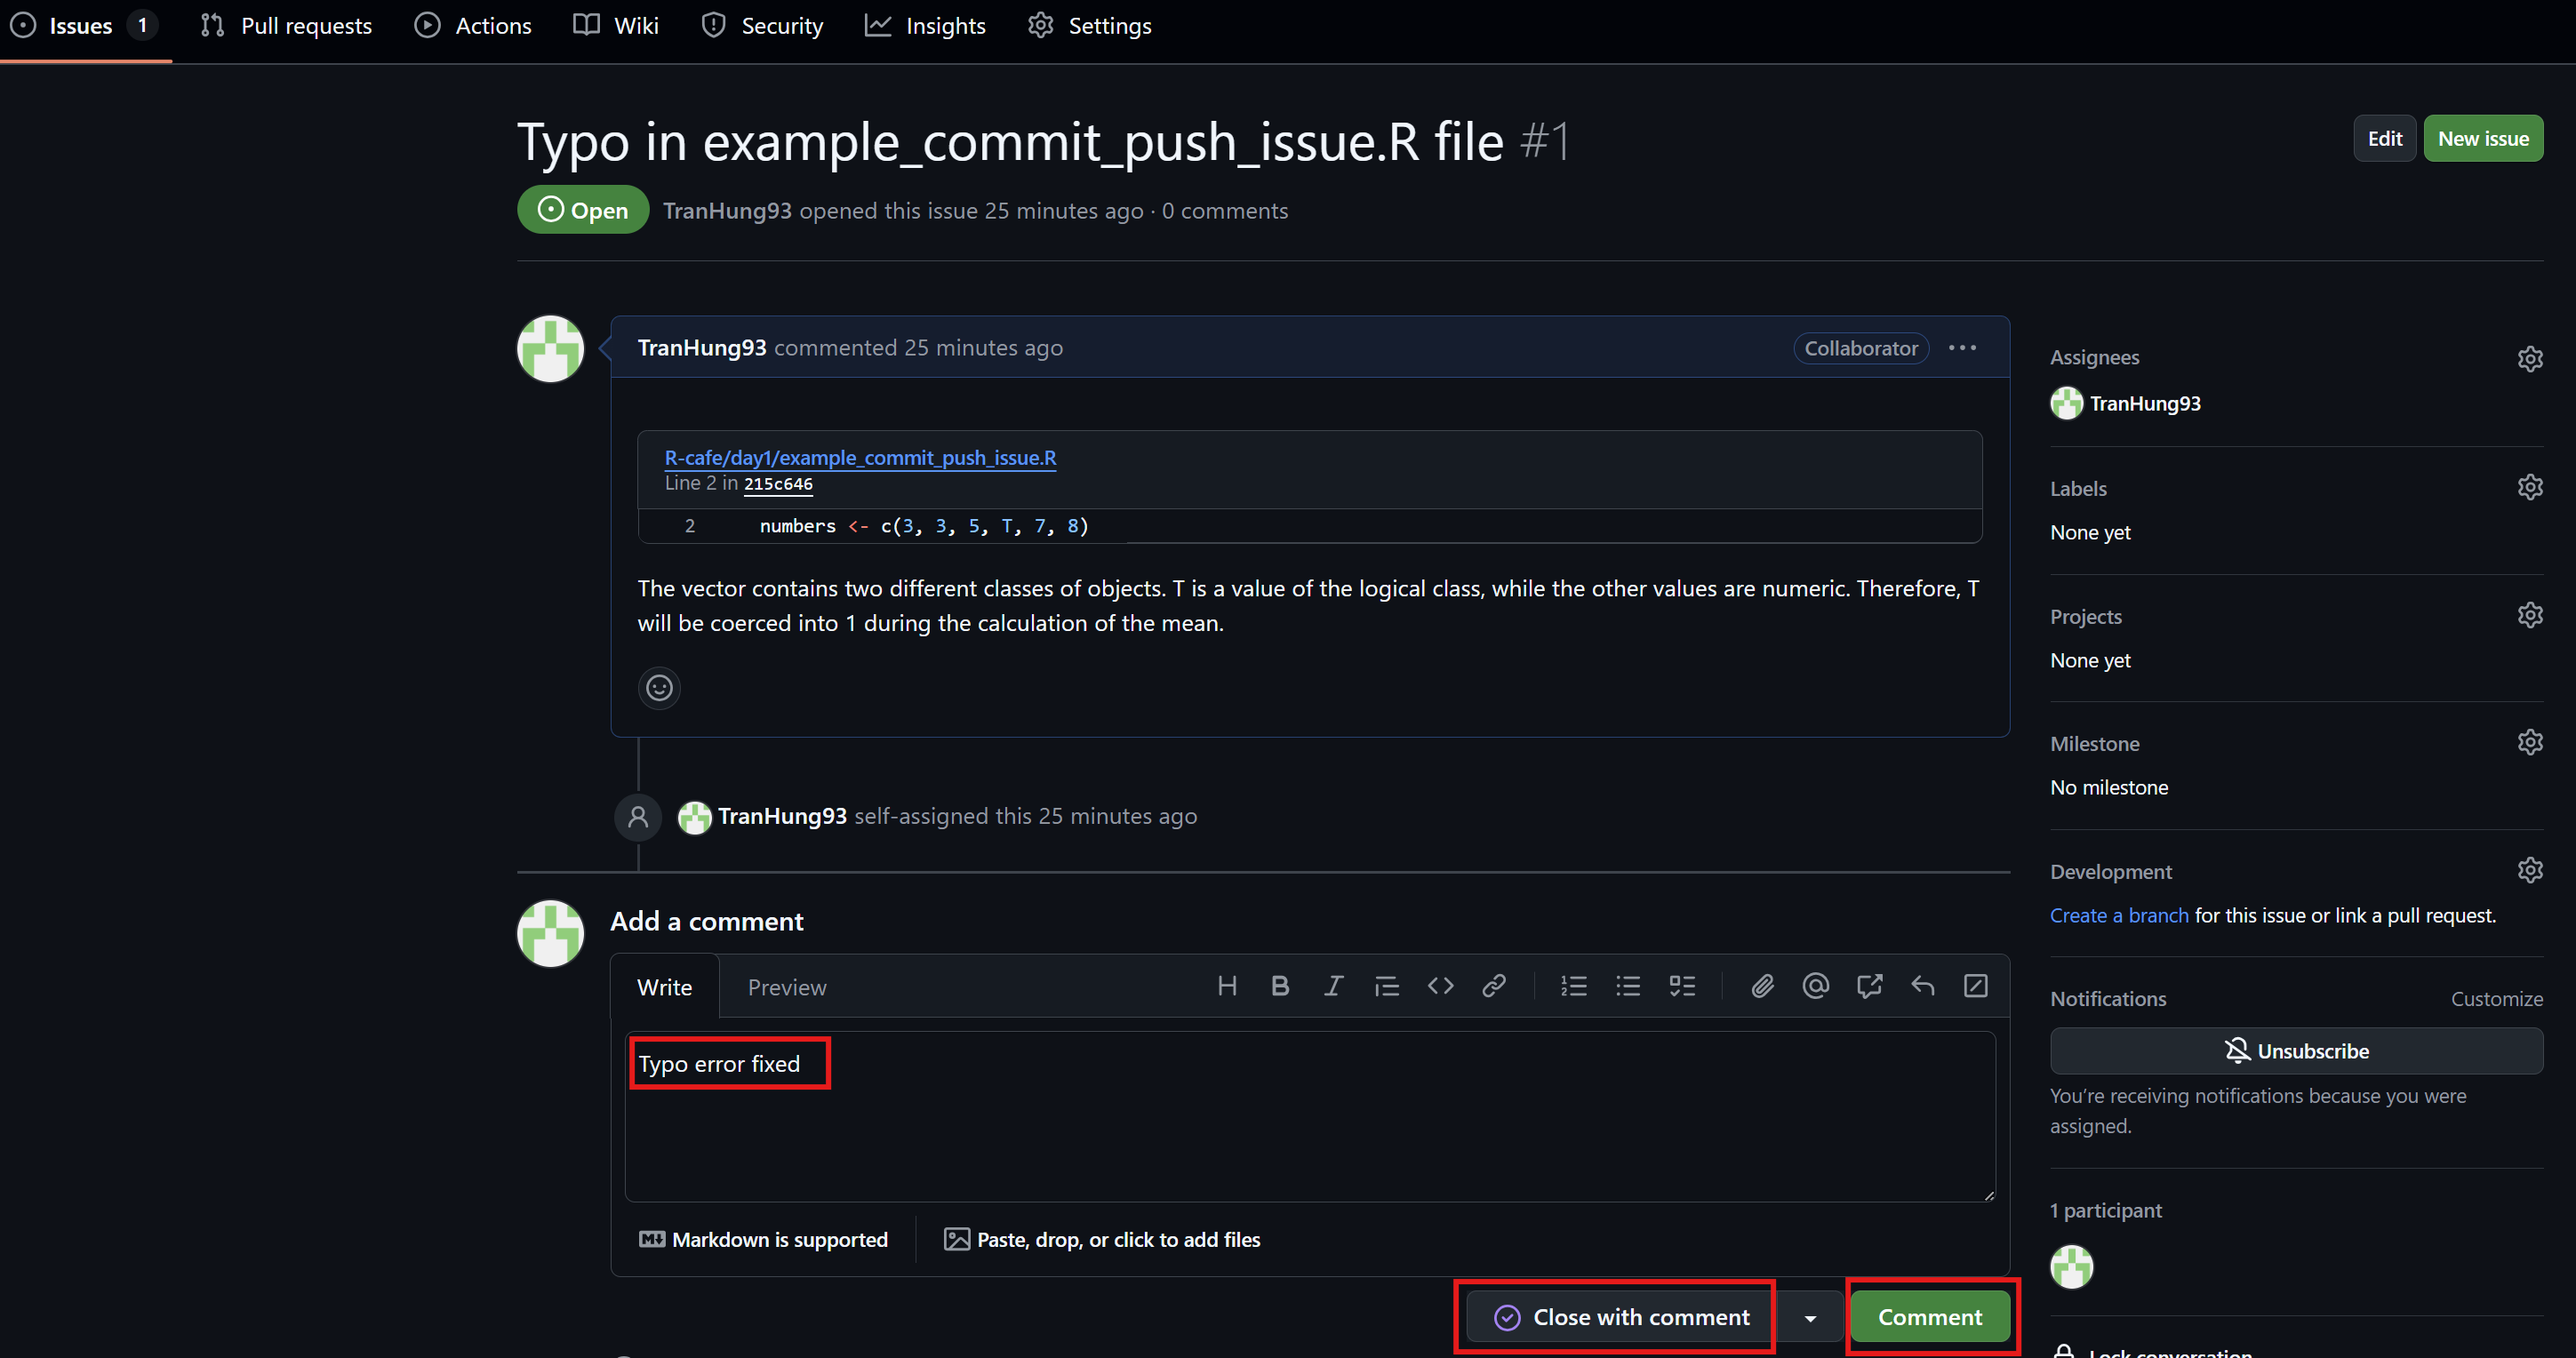 Issues 1 Pull requests Actions Wiki Security Insights Settings
Typo in example_commit_push_issue.R file #1
Edit New issue
Open TranHung93 opened this issue 25 minutes ago · 0 comments
TranHung93 commented 25 minutes ago
Collaborator
R-cafe/day1/example_commit_push_issue.R
Line 2 in 215c646
2 numbers <- c(3, 3, 5, T, 7, 8)
The vector contains two different classes of objects. T is a value of the logical class, while the other values are numeric. Therefore, T
will be coerced into 1 during the calculation of the mean.
TranHung93 self-assigned this 25 minutes ago
Add a comment
Write Preview
Typo error fixed
Markdown is supported Paste, drop, or click to add files
Close with comment Comment
Assignees
TranHung93
Labels
None yet
Projects
None yet
Milestone
No milestone
Development
Create a branch for this issue or link a pull request.
Notifications Customize
Unsubscribe
You're receiving notifications because you were
assigned.
1 participant
Lock conversation